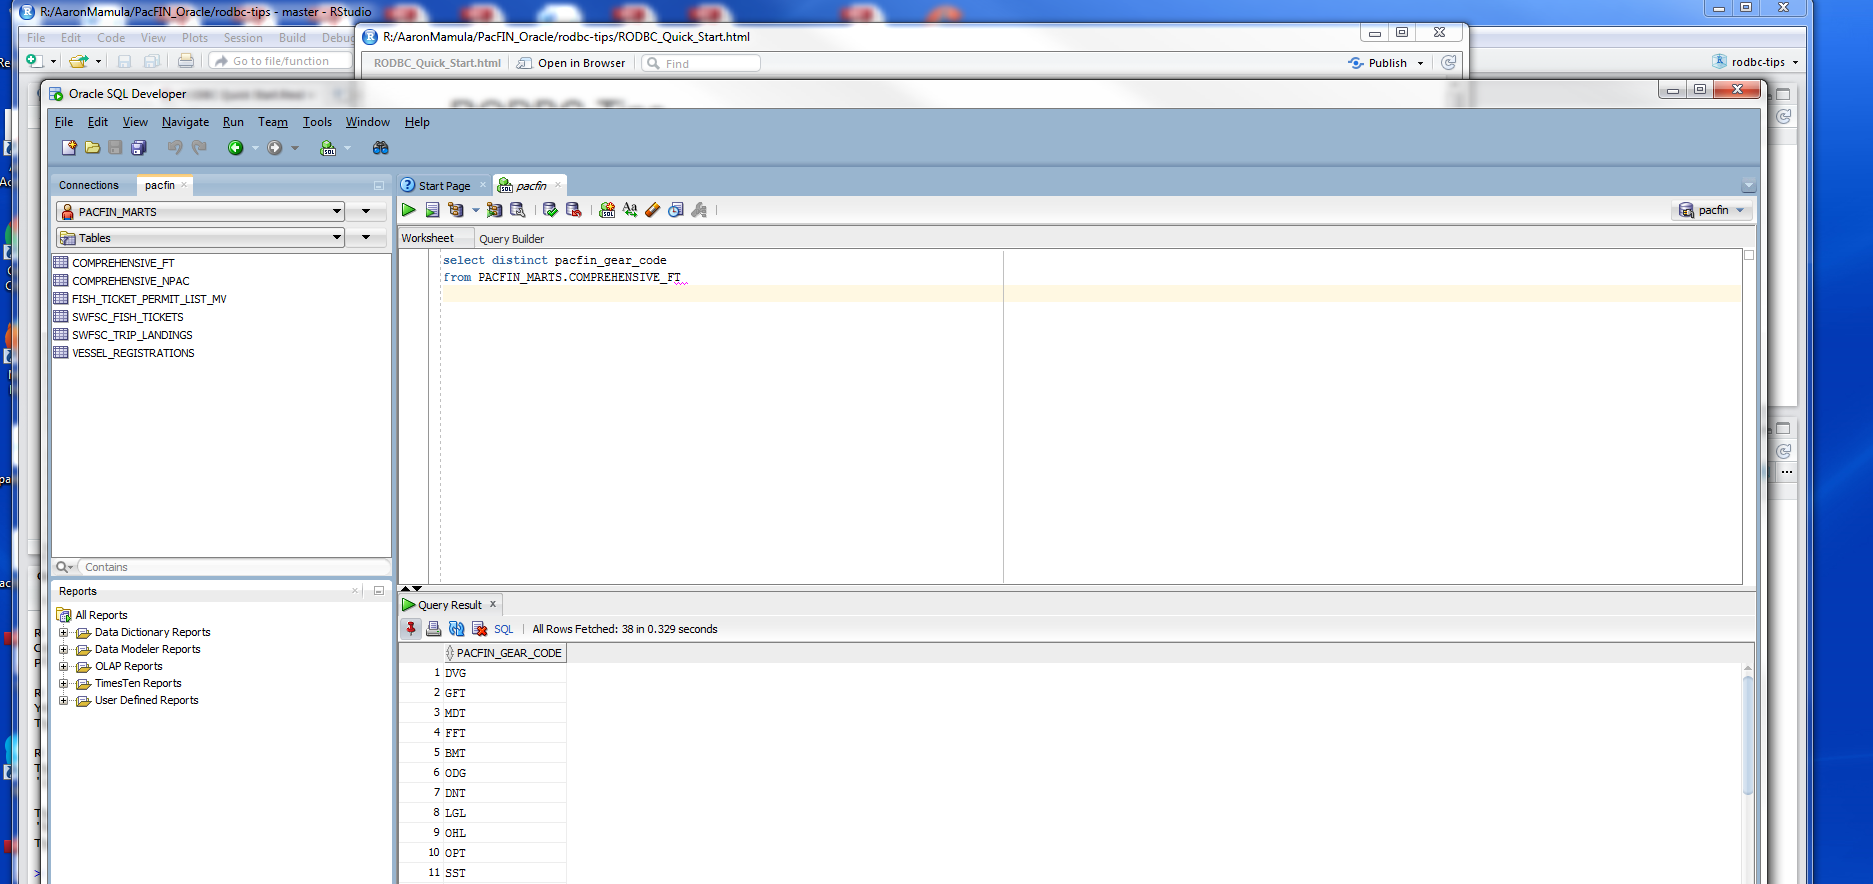 R:/AaronMamula/PacFIN_Oracle/rodbc-tips - master - RStudio
File Edit Code View Plots Session Build Debu
Go to file/function
rodbc-tips
R:/AaronMamula/PacFIN_Oracle/rodbc-tips/RODBC_Quick_Start.html
RODBC_Quick_Start.html Open in Browser Find Publish
RODBC Tips
Oracle SQL Developer
File Edit View Navigate Run Team Tools Window Help
Connections pacfin
PACFIN_MARTS
Tables
COMPREHENSIVE_FT
COMPREHENSIVE_NPAC
FISH_TICKET_PERMIT_LIST_MV
SWFSC_FISH_TICKETS
SWFSC_TRIP_LANDINGS
VESSEL_REGISTRATIONS
Contains
Reports
All Reports
Data Dictionary Reports
Data Modeler Reports
OLAP Reports
TimesTen Reports
User Defined Reports
Start Page pacfin
pacfin
Worksheet Query Builder
select distinct pacfin_gear_code
from PACFIN_MARTS.COMPREHENSIVE_FT
Query Result
SQL All Rows Fetched: 38 in 0.329 seconds
PACFIN_GEAR_CODE
1 DVG
2 GFT
3 MDT
4 FFT
5 BMT
6 ODG
7 DNT
8 LGL
9 OHL
10 OPT
11 SST